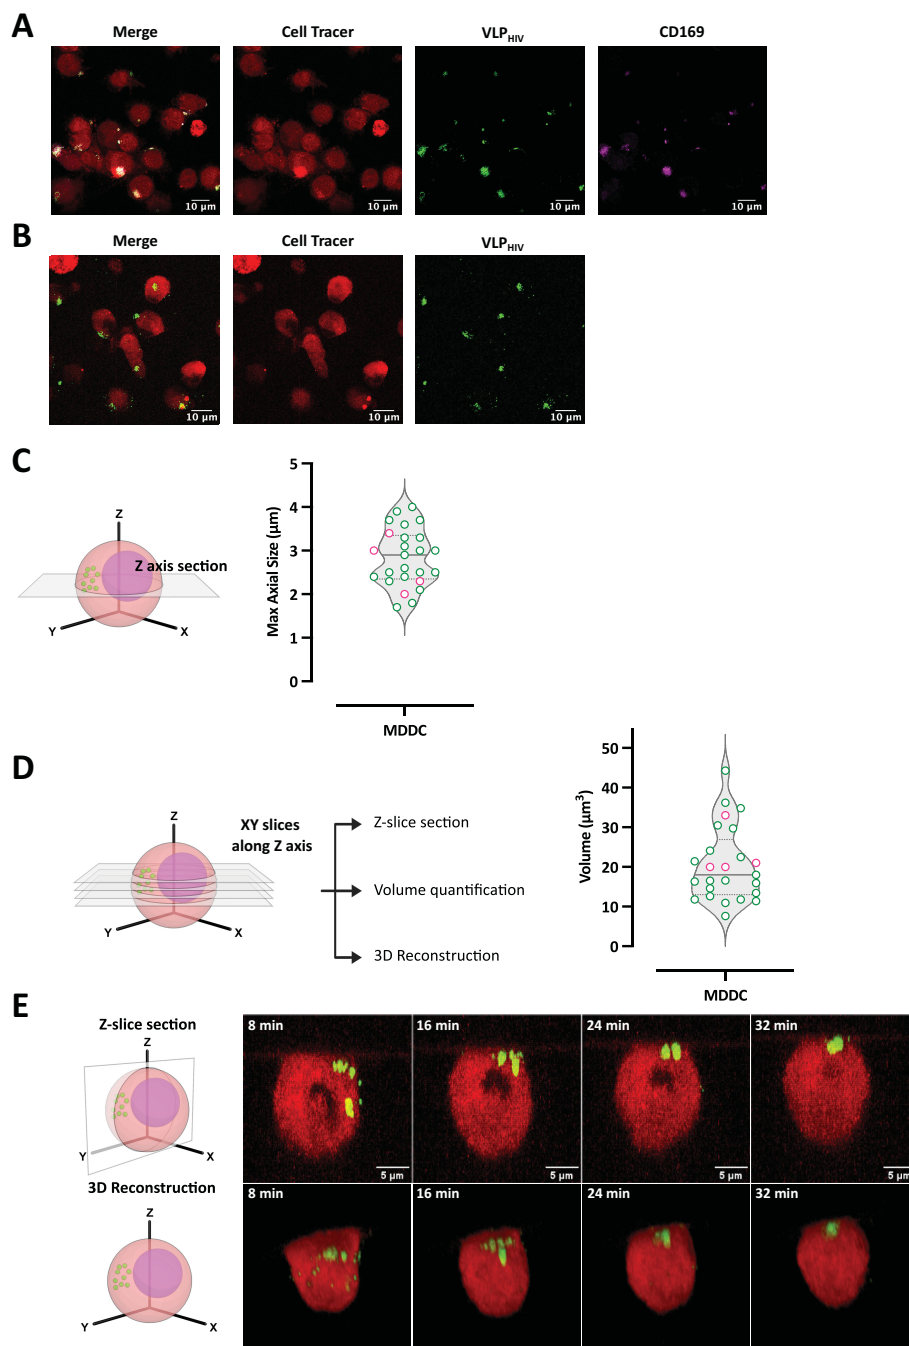 A
Merge
Cell Tracer
VLPHIV
CD169
10 µm
10 µm
10 µm
10 µm
B
Merge
Cell Tracer
VLPHIV
10 µm
10 µm
10 µm
C
Z
Z axis section
Y
X
Max Axial Size (µm)
5
4
3
2
1
0
MDDC
D
Z
XY slices
along Z axis
Y
X
Z-slice section
Volume quantification
3D Reconstruction
Volume (µm3)
50
40
30
20
10
0
MDDC
E
Z-slice section
Z
Y
X
8 min
16 min
24 min
32 min
5 µm
5 µm
5 µm
5 µm
3D Reconstruction
Z
Y
X
8 min
16 min
24 min
32 min